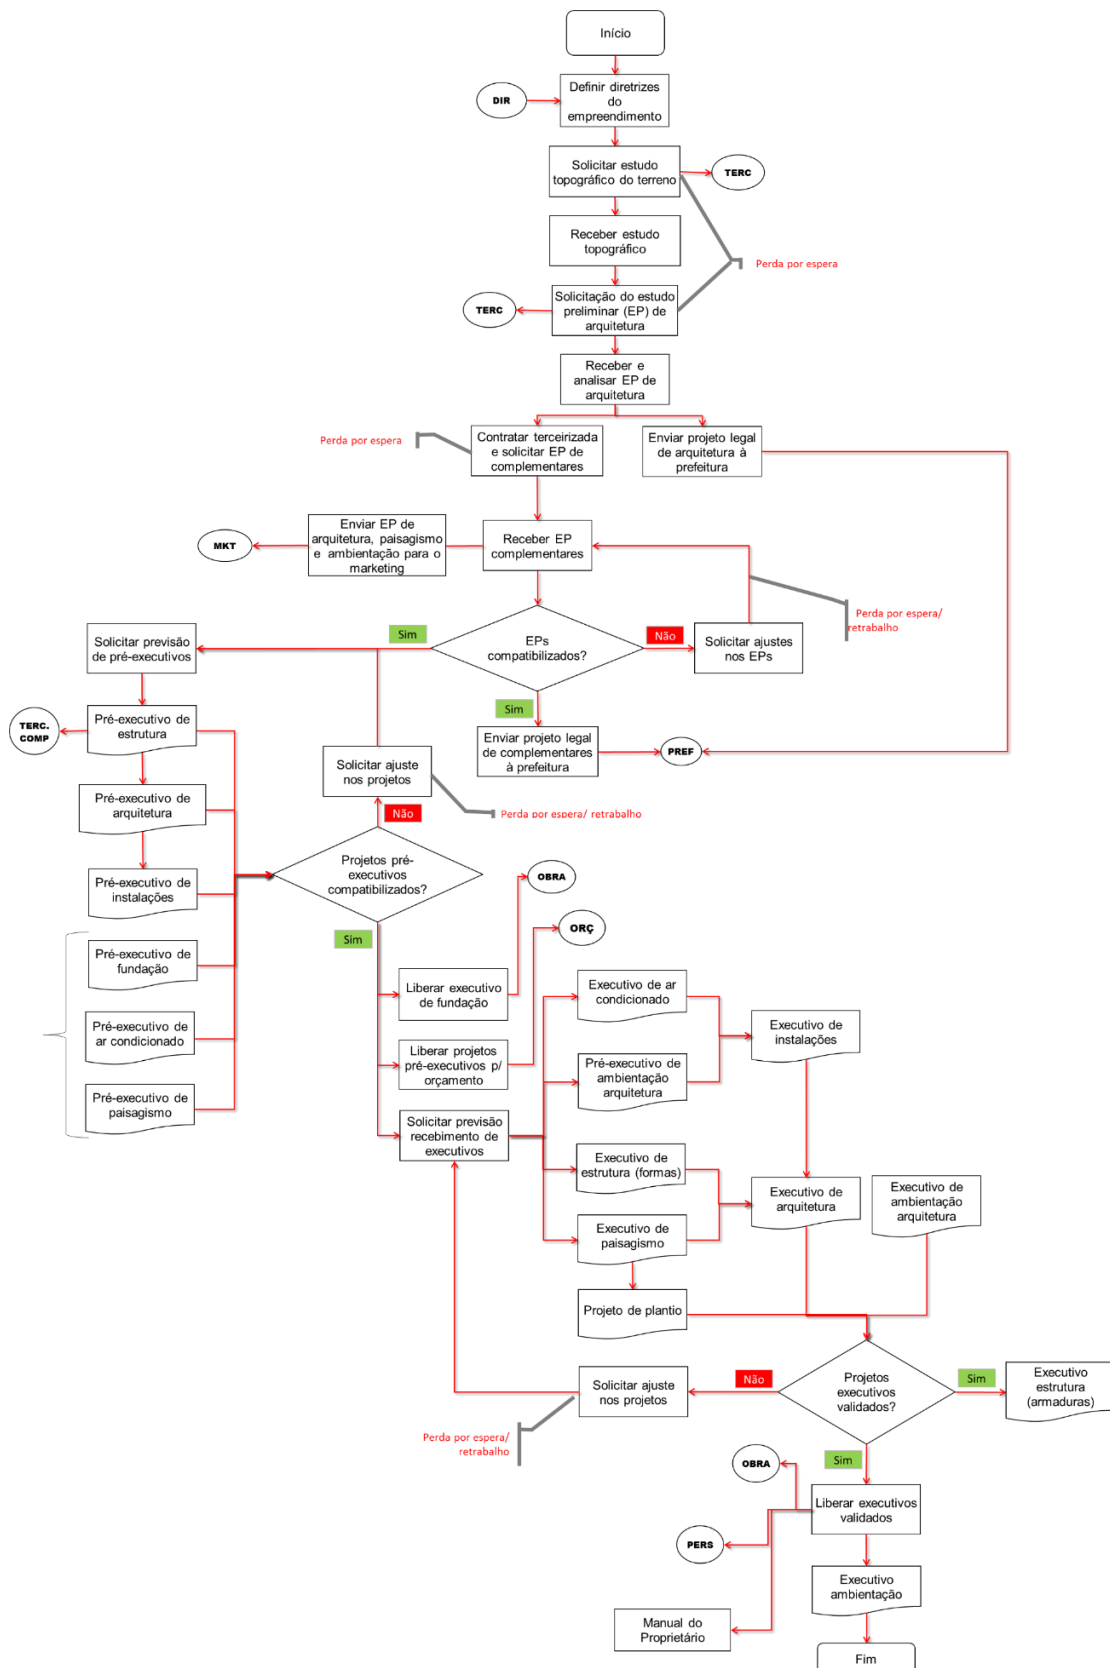 Início
Definir diretrizes
do
empreendimento
DIR
Solicitar estudo
topográfico do terreno
TERC
Receber estudo
topográfico
Perda por espera
Solicitação do estudo
preliminar (EP) de
arquitetura
TERC
Receber e
analisar EP de
arquitetura
Perda por espera
Contratar terceirizada
e solicitar EP de
complementares
Enviar projeto legal
de arquitetura à
prefeitura
MKT
Enviar EP de
arquitetura, paisagismo
e ambientação para o
marketing
Receber EP
complementares
Perda por espera/
retrabalho
Solicitar previsão
de pré-executivos
Sim
EPs
compatibilizados?
Não
Solicitar ajustes
nos EPs
Sim
TERC.
COMP
Pré-executivo de
estrutura
Solicitar ajuste
nos projetos
Enviar projeto legal
de complementares
à prefeitura
PREF
Pré-executivo de
arquitetura
Não
Perda por espera/ retrabalho
Projetos pré-
executivos
compatibilizados?
Pré-executivo de
instalações
OBRA
Sim
ORÇ
Pré-executivo de
fundação
Liberar executivo
de fundação
Executivo de ar
condicionado
Pré-executivo de
ar condicionado
Liberar projetos
pré-executivos p/
orçamento
Pré-executivo de
ambientação
arquitetura
Executivo de
instalações
Pré-executivo de
paisagismo
Solicitar previsão
recebimento de
executivos
Executivo de
estrutura (formas)
Executivo de
arquitetura
Executivo de
ambientação
arquitetura
Executivo de
paisagismo
Projeto de plantio
Solicitar ajuste
nos projetos
Não
Projetos
executivos
validados?
Sim
Executivo
estrutura
(armaduras)
Perda por espera/
retrabalho
Sim
OBRA
Liberar executivos
validados
PERS
Executivo
ambientação
Manual do
Proprietário
Fim